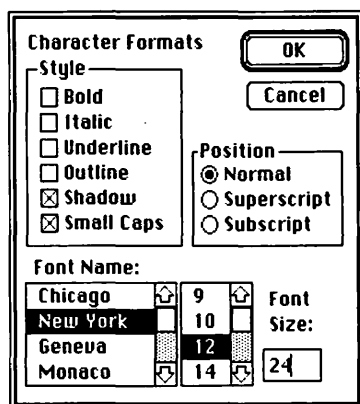 Character Formats
OK
Cancel
Style
Bold
Italic
Underline
Outline
Shadow
Small Caps
Position
Normal
Superscript
Subscript
Font Name:
Chicago
New York
Geneva
Monaco
9
10
12
14
Font
Size:
24